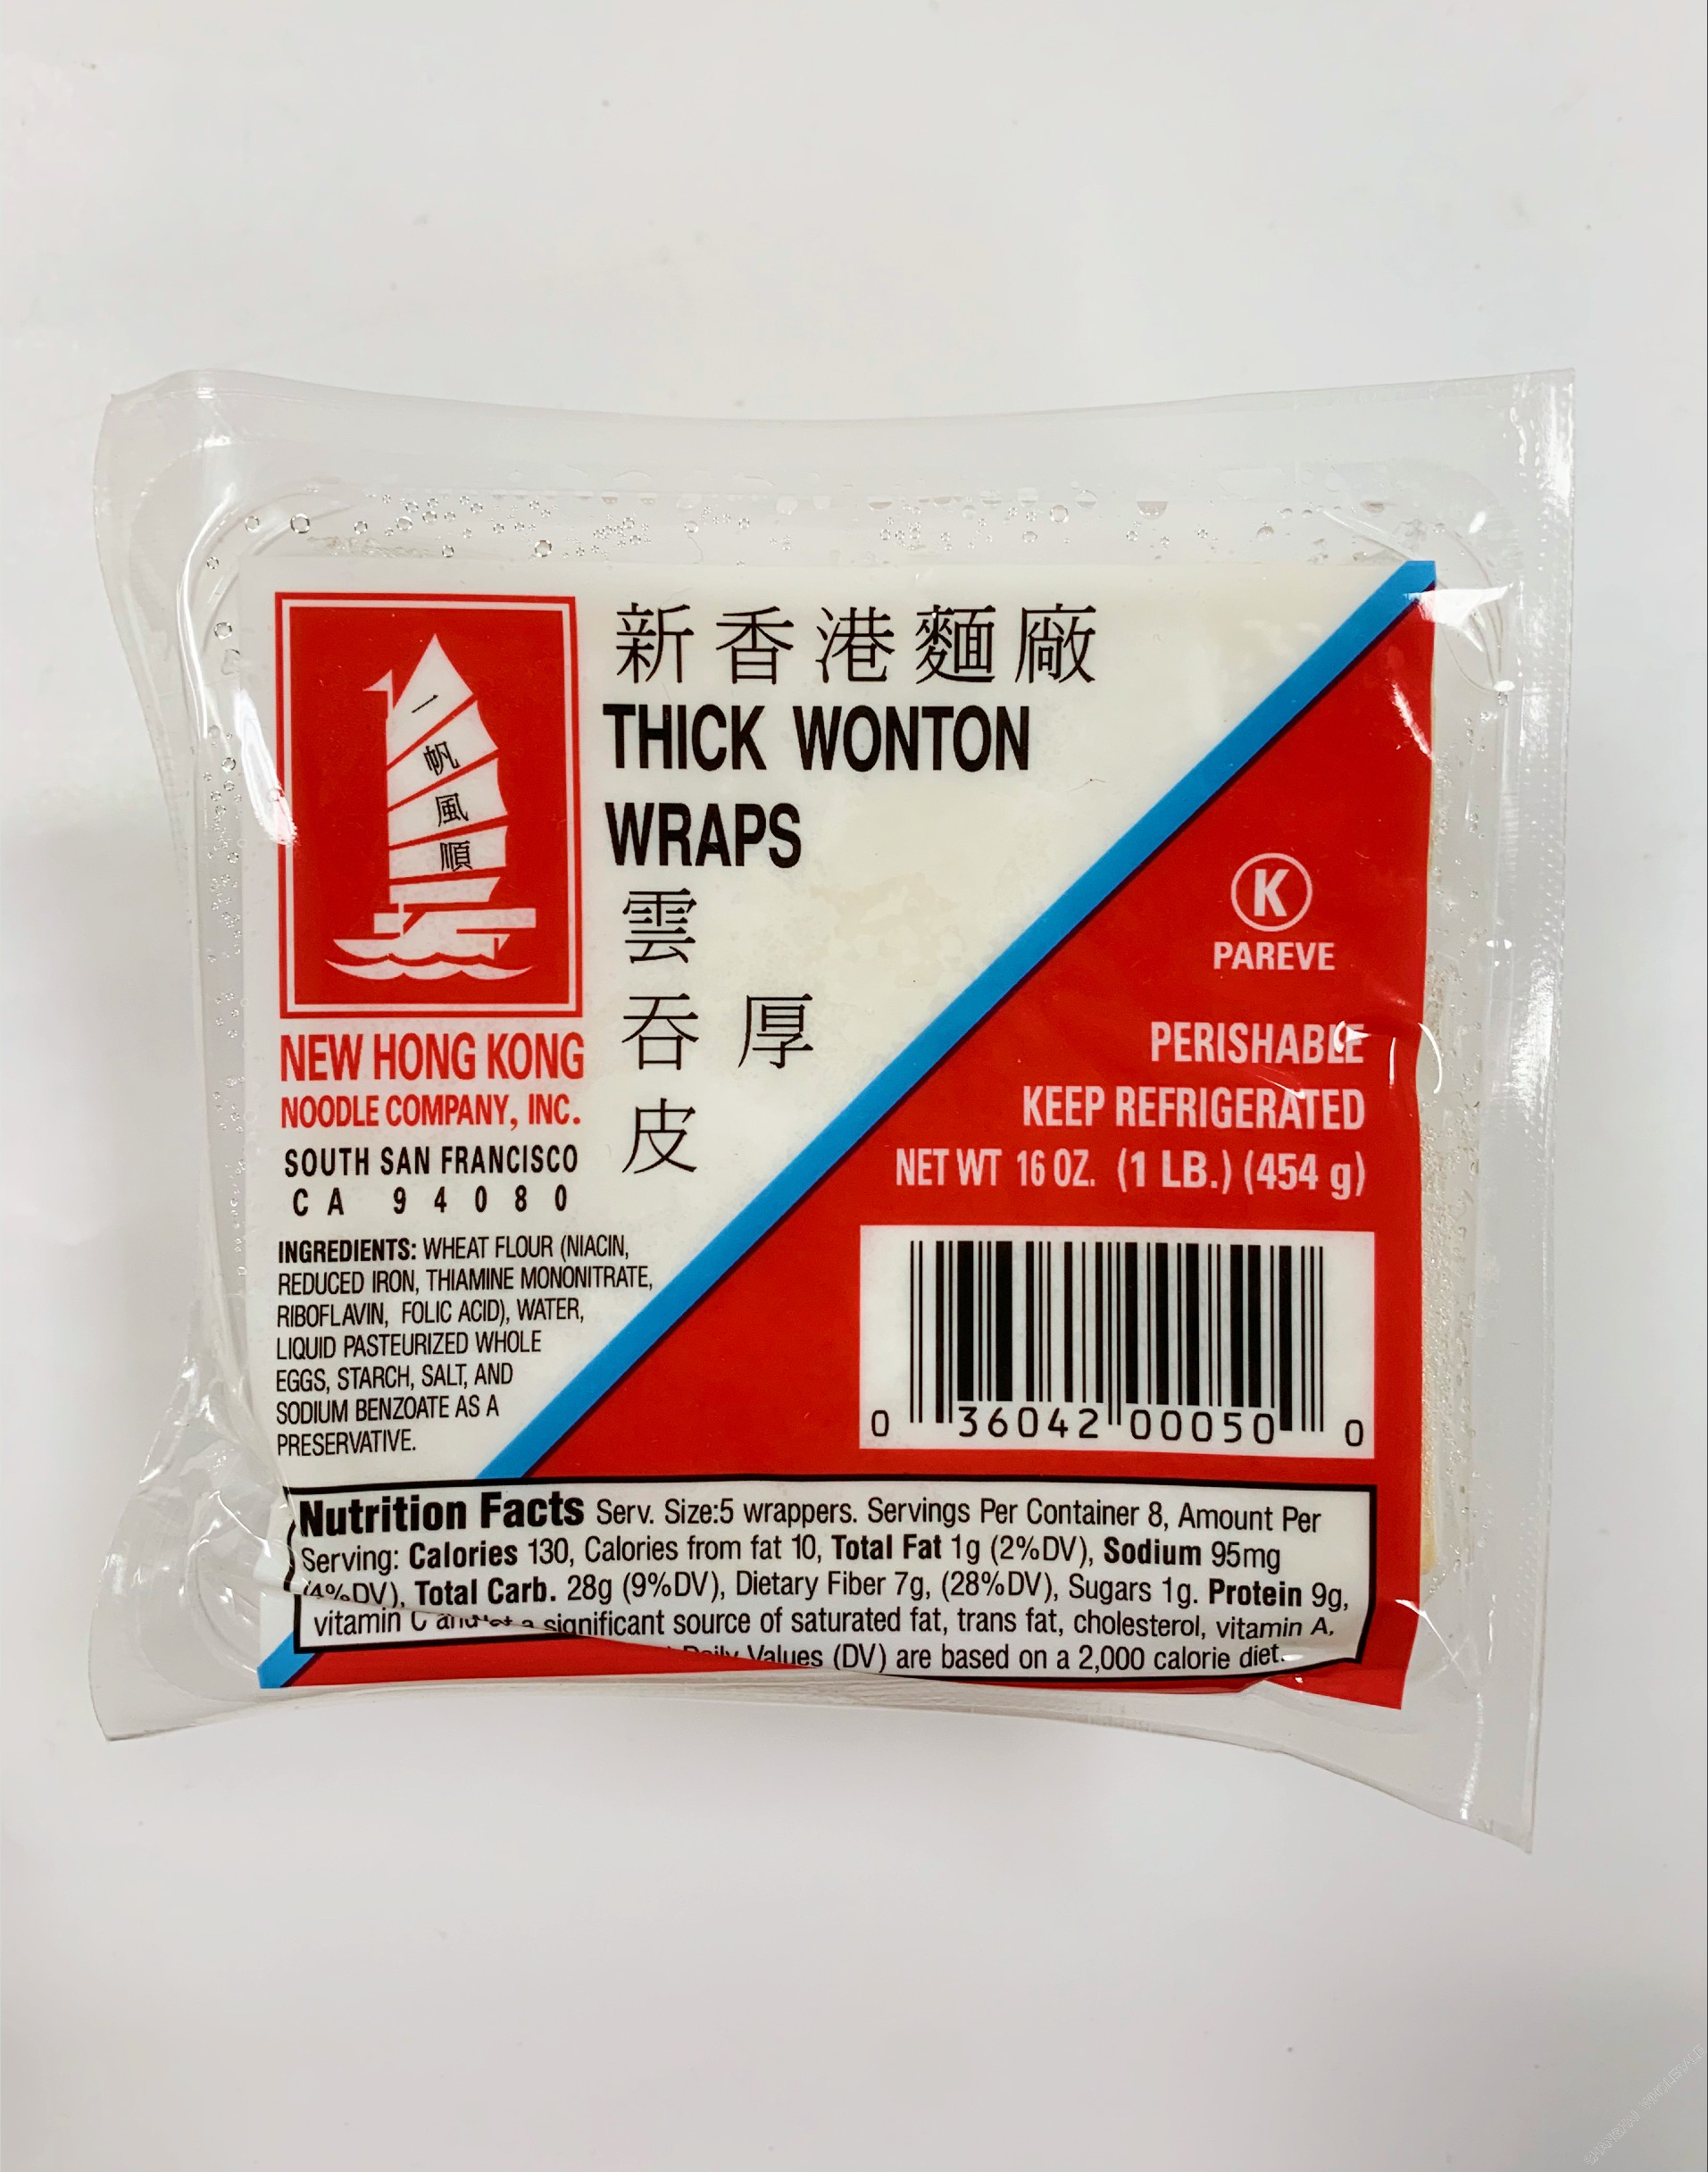 新香港麵廠
THICK WONTON
WRAPS
雲
吞 厚
皮
一
帆
風
順
NEW HONG KONG
NOODLE COMPANY, INC.
SOUTH SAN FRANCISCO
CA 94080
INGREDIENTS: WHEAT FLOUR (NIACIN,
REDUCED IRON, THIAMINE MONONITRATE,
RIBOFLAVIN, FOLIC ACID), WATER,
LIQUID PASTEURIZED WHOLE
EGGS, STARCH, SALT, AND
SODIUM BENZOATE AS A
PRESERVATIVE.
K
PAREVE
PERISHABLE
KEEP REFRIGERATED
NET WT 16 OZ. (1 LB.) (454 g)
0 36042 00050 0
Nutrition Facts Serv. Size:5 wrappers. Servings Per Container 8, Amount Per
Serving: Calories 130, Calories from fat 10, Total Fat 1g (2%DV), Sodium 95mg
(4%DV), Total Carb. 28g (9%DV), Dietary Fiber 7g, (28%DV), Sugars 1g. Protein 9g,
a significant source of saturated fat, trans fat, cholesterol, vitamin A,
vitamin C and
Daily Values (DV) are based on a 2,000 calorie diet.